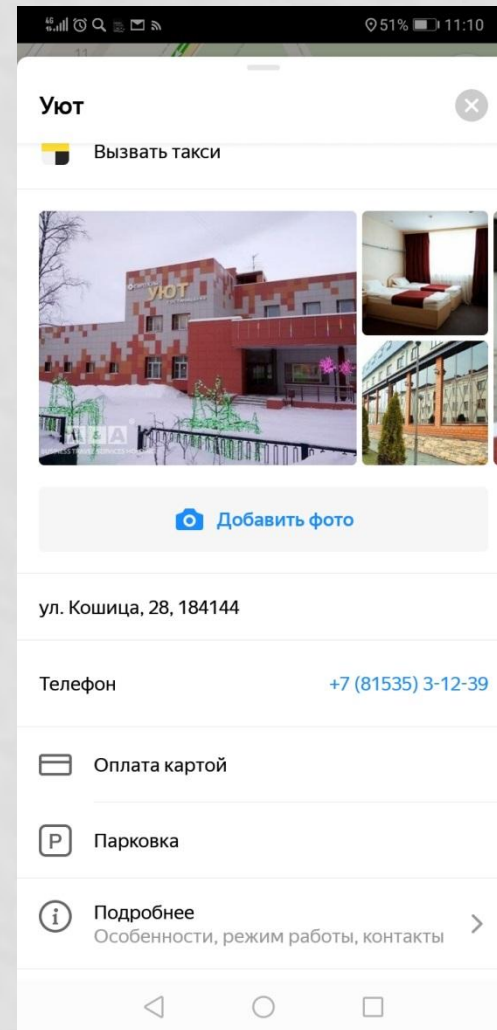 51% 11:10
11
Уют
Вызвать такси
УЮТ
A & A
Добавить фото
ул. Кошица, 28, 184144
Телефон +7 (81535) 3-12-39
Оплата картой
P Парковка
Подробнее
Особенности, режим работы, контакты